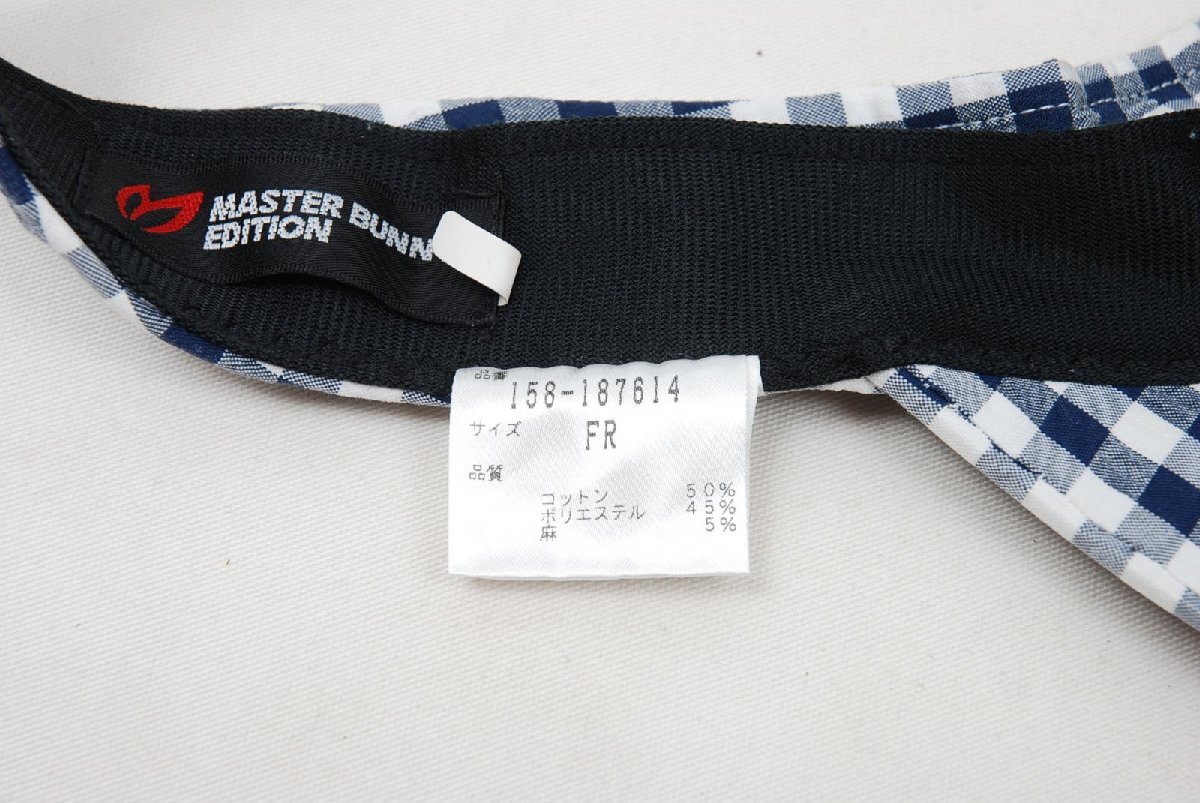 MASTER BUNN
EDITION
品番
158-187614
サイズ FR
品質
コットン 50%
ポリエステル 45%
麻 5%